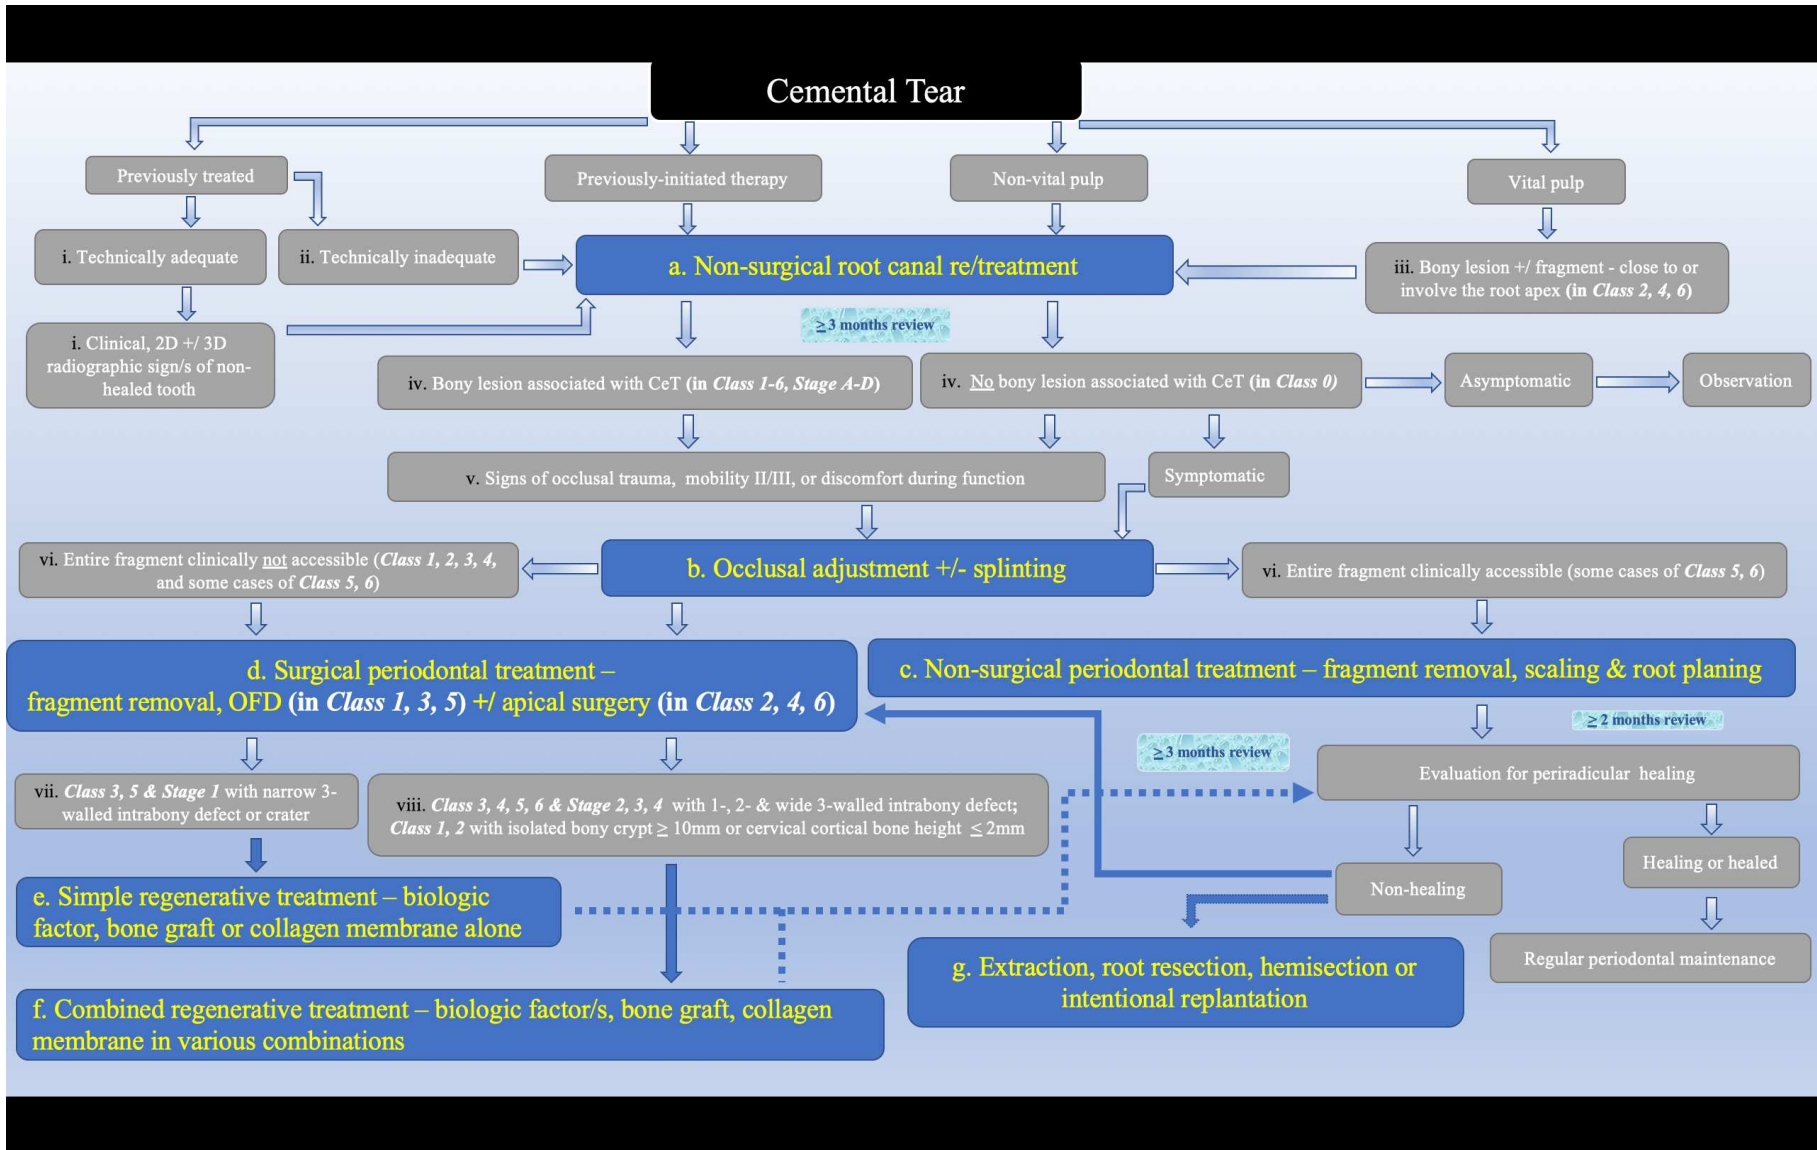 Cemental Tear
Previously treated
Previously-initiated therapy
Non-vital pulp
Vital pulp
i. Technically adequate
ii. Technically inadequate
a. Non-surgical root canal re/treatment
iii. Bony lesion +/ fragment - close to or
involve the root apex (in Class 2, 4, 6)
≥ 3 months review
i. Clinical, 2D +/ 3D
radiographic sign/s of non-
healed tooth
iv. Bony lesion associated with CeT (in Class 1-6, Stage A-D)
iv. No bony lesion associated with CeT (in Class 0)
Asymptomatic
Observation
v. Signs of occlusal trauma, mobility II/III, or discomfort during function
Symptomatic
vi. Entire fragment clinically not accessible (Class 1, 2, 3, 4,
and some cases of Class 5, 6)
b. Occlusal adjustment +/- splinting
vi. Entire fragment clinically accessible (some cases of Class 5, 6)
d. Surgical periodontal treatment –
fragment removal, OFD (in Class 1, 3, 5) +/ apical surgery (in Class 2, 4, 6)
c. Non-surgical periodontal treatment – fragment removal, scaling & root planing
≥ 2 months review
≥ 3 months review
Evaluation for periradicular healing
vii. Class 3, 5 & Stage 1 with narrow 3-
walled intrabony defect or crater
viii. Class 3, 4, 5, 6 & Stage 2, 3, 4 with 1-, 2- & wide 3-walled intrabony defect;
Class 1, 2 with isolated bony crypt ≥ 10mm or cervical cortical bone height ≤ 2mm
Healing or healed
Non-healing
e. Simple regenerative treatment – biologic
factor, bone graft or collagen membrane alone
g. Extraction, root resection, hemisection or
intentional replantation
Regular periodontal maintenance
f. Combined regenerative treatment – biologic factor/s, bone graft, collagen
membrane in various combinations